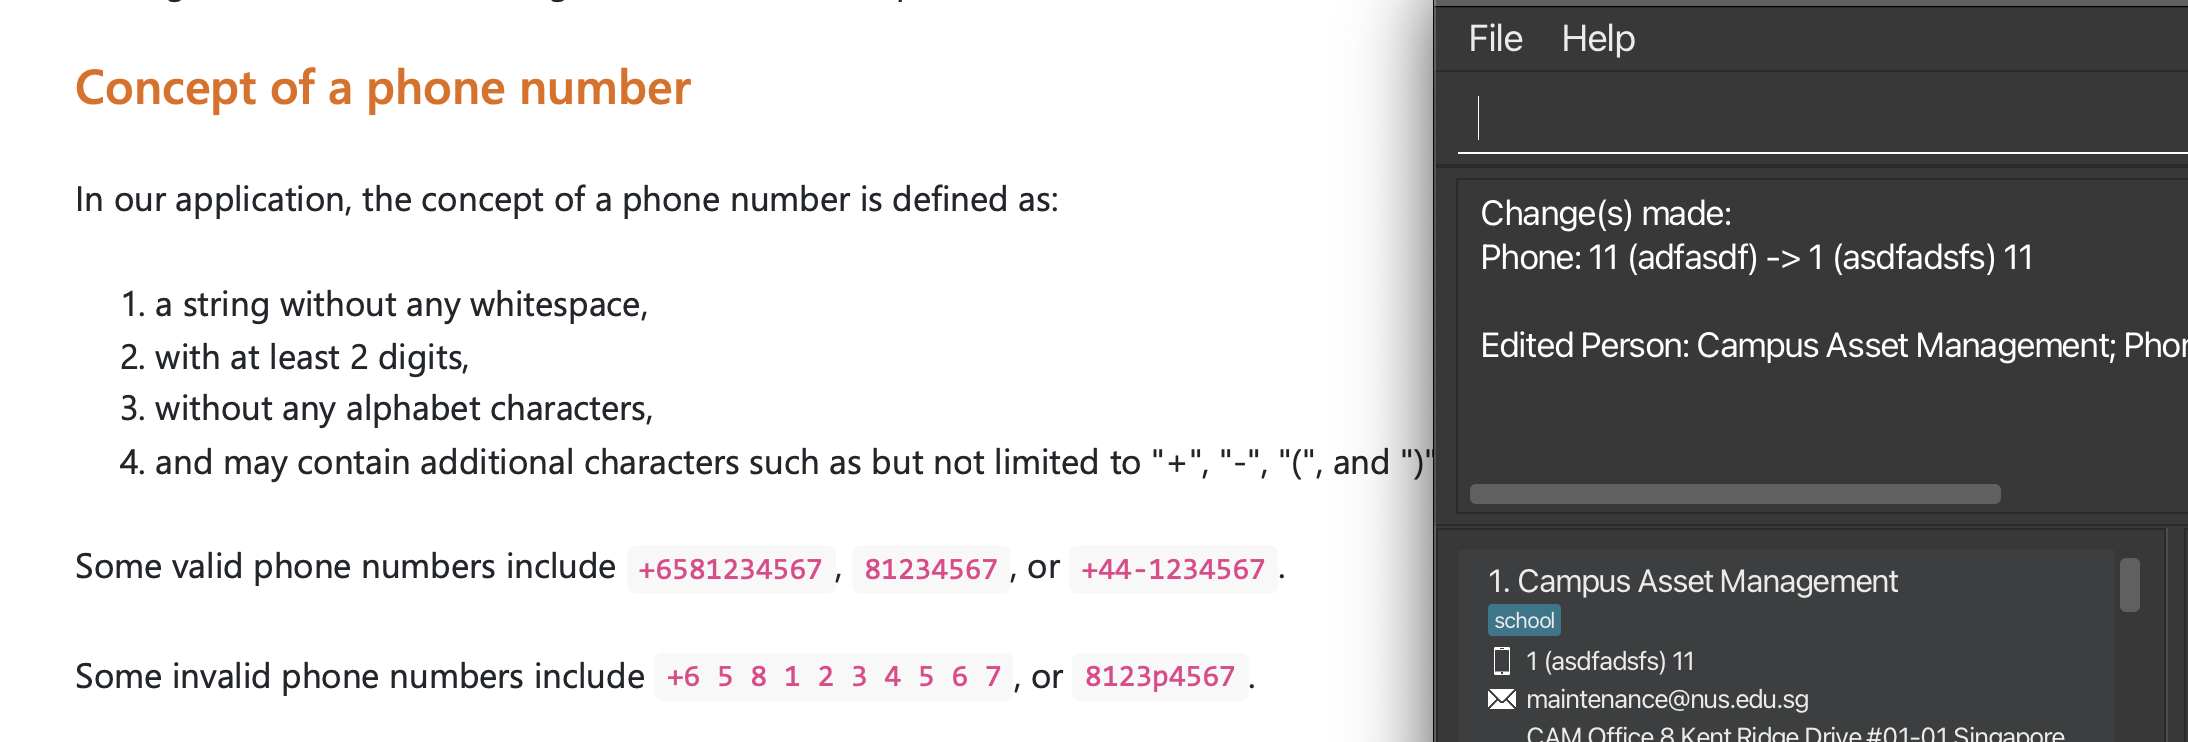 Concept of a phone number
In our application, the concept of a phone number is defined as:
1. a string without any whitespace,
2. with at least 2 digits,
3. without any alphabet characters,
4. and may contain additional characters such as but not limited to "+", "-", "(", and ")"
Some valid phone numbers include +6581234567, 81234567, or +44-1234567.
Some invalid phone numbers include +6 5 8 1 2 3 4 5 6 7, or 8123p4567.
File Help
Change(s) made:
Phone: 11 (adfasdf) -> 1 (asdfadsfs) 11
Edited Person: Campus Asset Management; Phor
1. Campus Asset Management
school
1 (asdfadsfs) 11
maintenance@nus.edu.sg
CAM Office 8 Kent Ridge Drive #01-01 Singapore